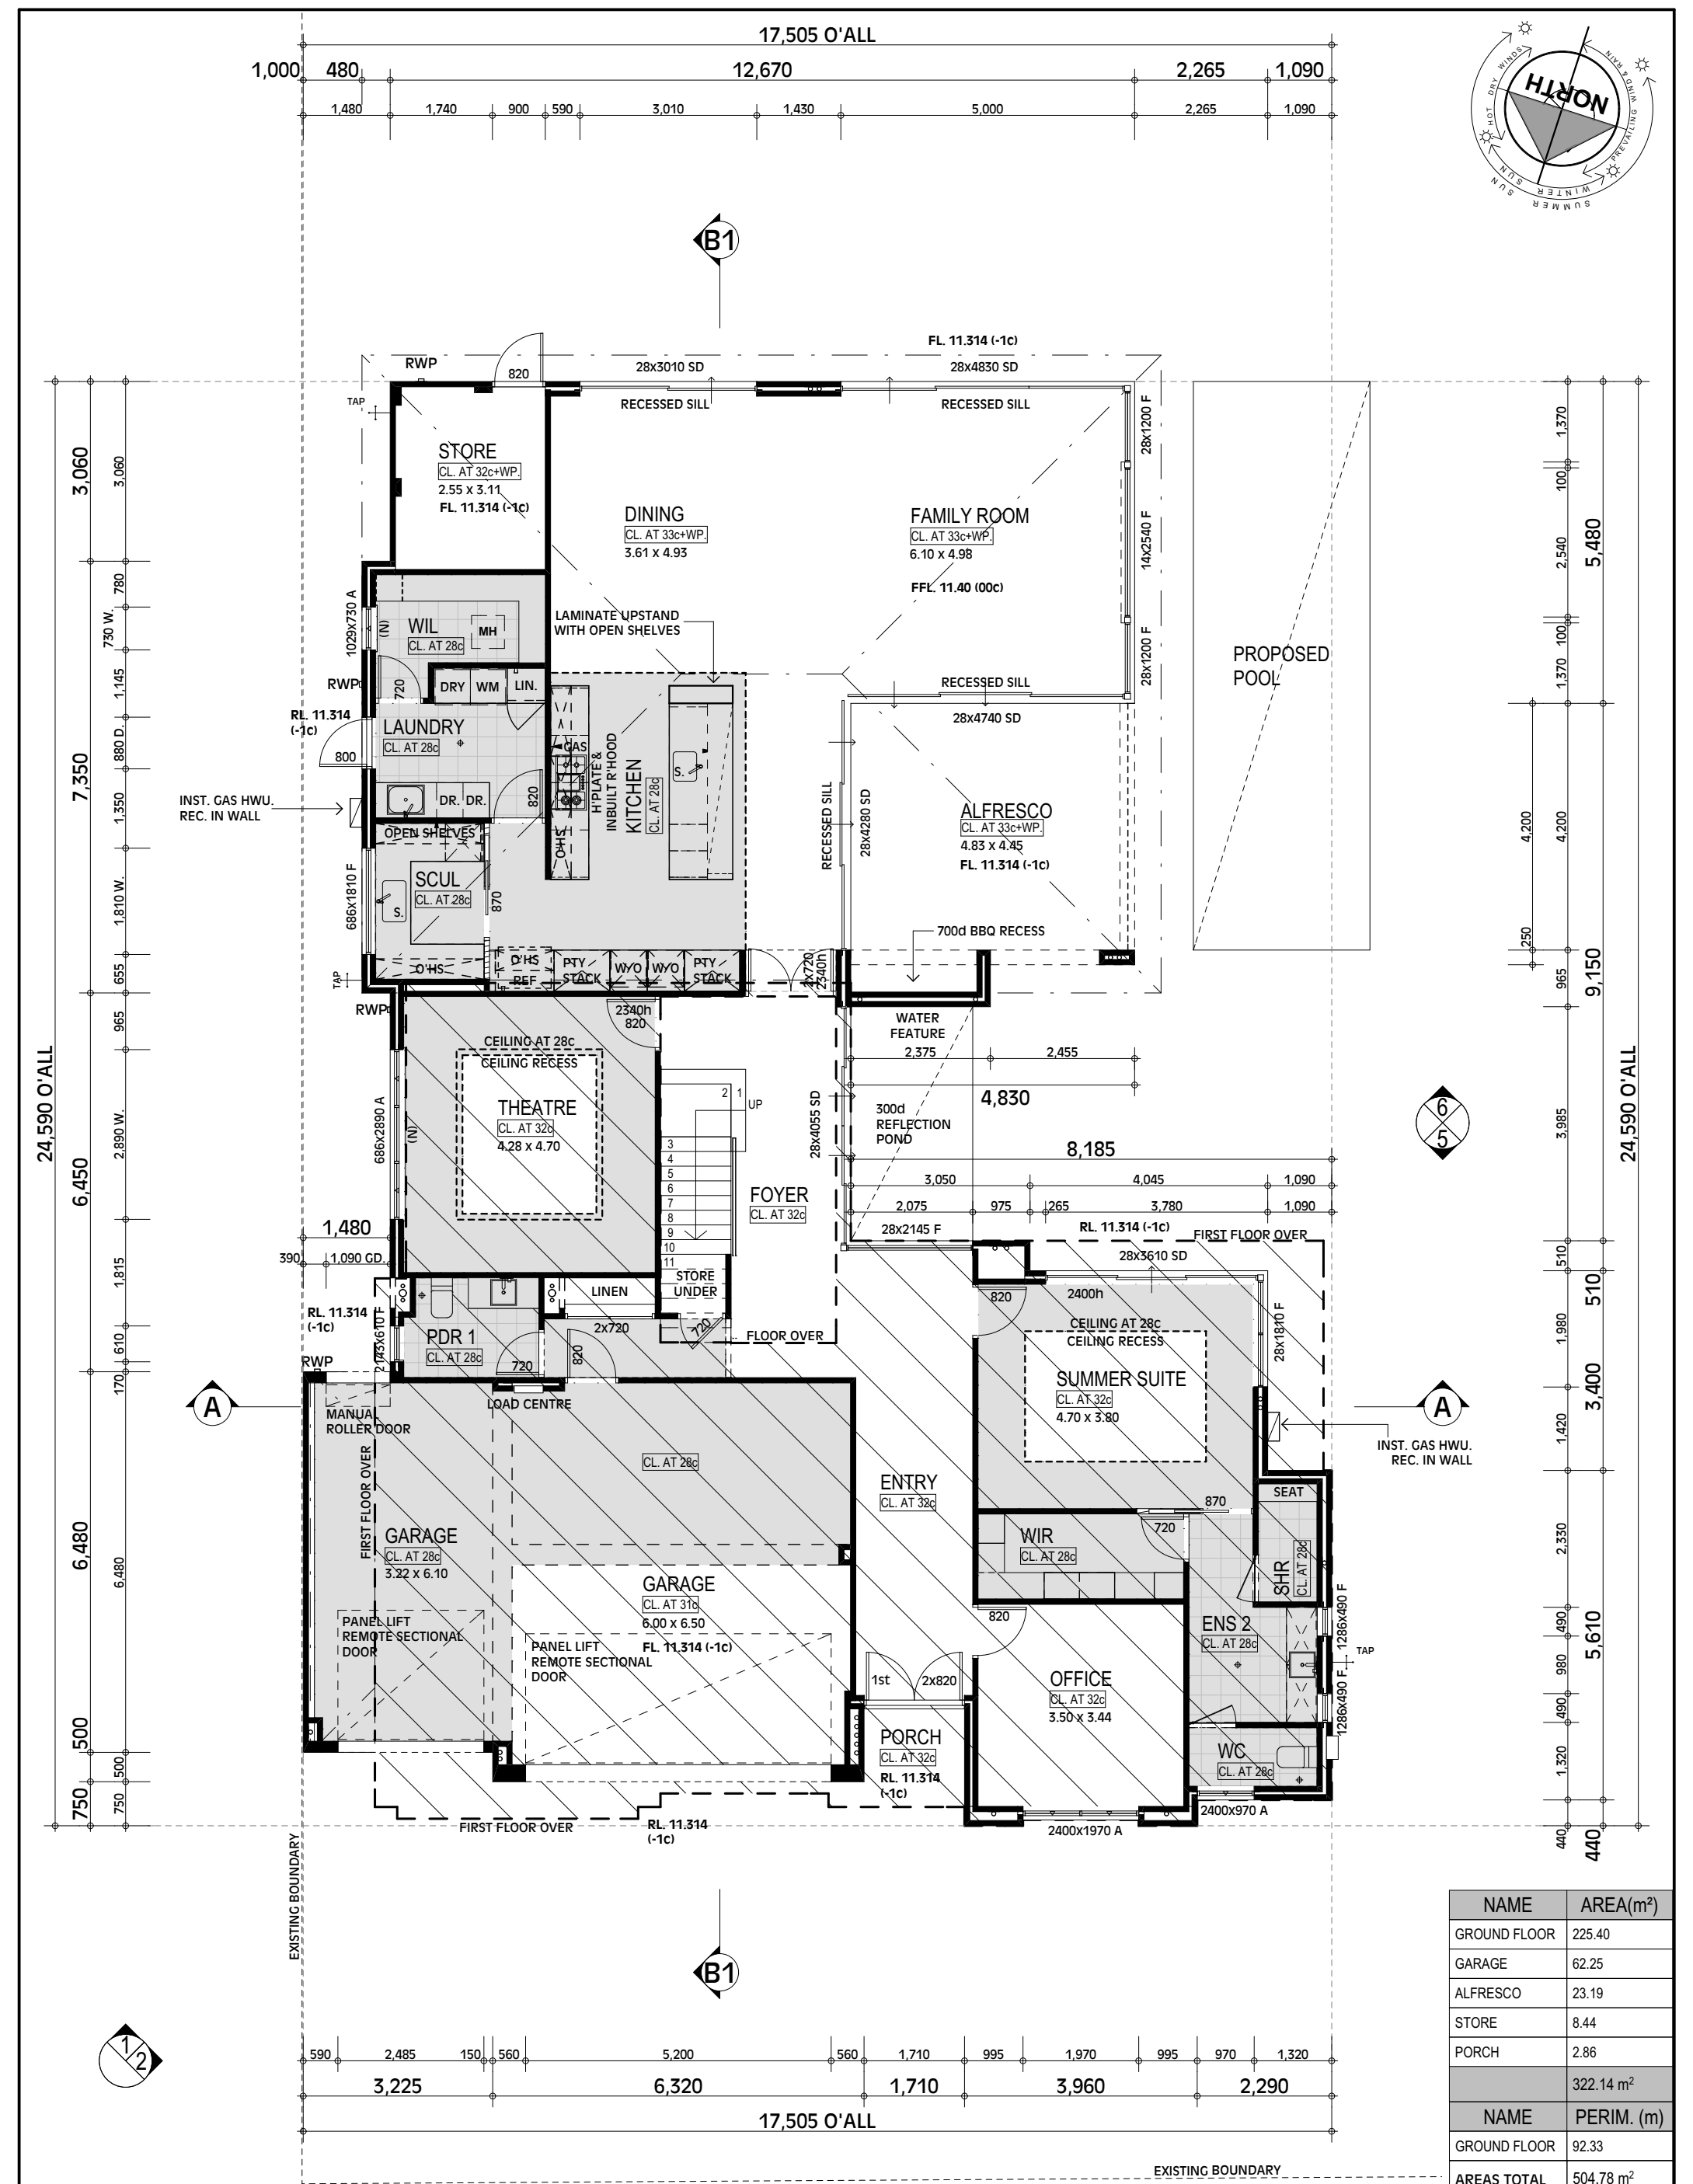 17,505 O'ALL
1,000 480 12,670 2,265 1,090
1,480 1,740 900 590 3,010 1,430 5,000 2,265 1,090
HOT DRY WINDS
PREVAILING WIND & RAIN
NORTH
WINTER SUN
SUMMER SUN
B1
FL. 11.314 (-1c)
RWP
820
28x3010 SD
28x4830 SD
TAP
RECESSED SILL
RECESSED SILL
28x1200 F
STORE
CL. AT 32c+WP.
2.55 x 3.11
FL. 11.314 (-1c)
DINING
CL. AT 33c+WP.
3.61 x 4.93
FAMILY ROOM
CL. AT 33c+WP.
6.10 x 4.98
FFL. 11.40 (00c)
14x2540 F
28x1200 F
1029x730 A
(N)
WIL
CL. AT 28c
MH
LAMINATE UPSTAND
WITH OPEN SHELVES
PROPOSED
POOL
RWP
720
DRY WM LIN.
RECESSED SILL
28x4740 SD
RL. 11.314
(-1c)
LAUNDRY
CL. AT 28c
800
GAS
H'PLATE &
INBUILT R'HOOD
KITCHEN
CL. AT 28c
S.
INST. GAS HWU.
REC. IN WALL
DR. DR.
820
OPEN SHELVES
O'HS
RECESSED SILL
28x4280 SD
ALFRESCO
CL. AT 33c+WP.
4.83 x 4.45
FL. 11.314 (-1c)
686x1810 F
SCUL
CL. AT 28c
S.
870
O'HS
O'HS
REF
PTY
STACK
W/O
W/O
PTY
STACK
2x720
2340h
700d BBQ RECESS
TAP
RWP
2340h
820
CEILING AT 28c
CEILING RECESS
THEATRE
CL. AT 32c
4.28 x 4.70
686x2890 A
(N)
2 1
UP
3
4
5
6
7
8
9
10
11
STORE
UNDER
WATER
FEATURE
2,375 2,455
4,830
300d
REFLECTION
POND
28x4055 SD
8,185
3,050 4,045 1,090
2,075 975 265 3,780 1,090
FOYER
CL. AT 32c
28x2145 F
RL. 11.314 (-1c)
FIRST FLOOR OVER
28x3610 SD
1,480
390 1,090 GD.
RL. 11.314
(-1c)
2143x610 F
PDR 1
CL. AT 28c
720
LINEN
2x720
820
720
FLOOR OVER
820
2400h
CEILING AT 28c
CEILING RECESS
SUMMER SUITE
CL. AT 32c
4.70 x 3.80
28x1810 F
RWP
A
A
MANUAL
ROLLER DOOR
LOAD CENTRE
CL. AT 28c
FIRST FLOOR OVER
INST. GAS HWU.
REC. IN WALL
ENTRY
CL. AT 32c
870
SEAT
720
WIR
CL. AT 28c
SHR
CL. AT 28c
GARAGE
CL. AT 28c
3.22 x 6.10
GARAGE
CL. AT 31c
6.00 x 6.50
FL. 11.314 (-1c)
PANEL LIFT
REMOTE SECTIONAL
DOOR
PANEL LIFT
REMOTE SECTIONAL
DOOR
820
1286x490 F
ENS 2
CL. AT 28c
TAP
1st
2x820
OFFICE
CL. AT 32c
3.50 x 3.44
1286x490 F
PORCH
CL. AT 32c
RL. 11.314
(-1c)
WC
CL. AT 28c
FIRST FLOOR OVER
RL. 11.314
(-1c)
2400x1970 A
2400x970 A
24,590 O'ALL
3,060
7,350
6,450
6,480
500
750
3,060
780
730 W.
1,145
880 D.
1,350
1,810 W.
655
965
2,890 W.
1,815
610
170
6,480
500
750
1,370
100
2,540
100
1,370
4,200
250
4,200
965
3,985
510
1,980
1,420
2,330
490
980
490
1,320
440
5,480
9,150
510
3,400
5,610
440
24,590 O'ALL
6
5
EXISTING BOUNDARY
B1
1
2
590 2,485 150 560 5,200 560 1,710 995 1,970 995 970 1,320
3,225 6,320 1,710 3,960 2,290
17,505 O'ALL
EXISTING BOUNDARY
NAME AREA(m²)
GROUND FLOOR 225.40
GARAGE 62.25
ALFRESCO 23.19
STORE 8.44
PORCH 2.86
322.14 m²
NAME PERIM. (m)
GROUND FLOOR 92.33
AREAS TOTAL 504.78 m²